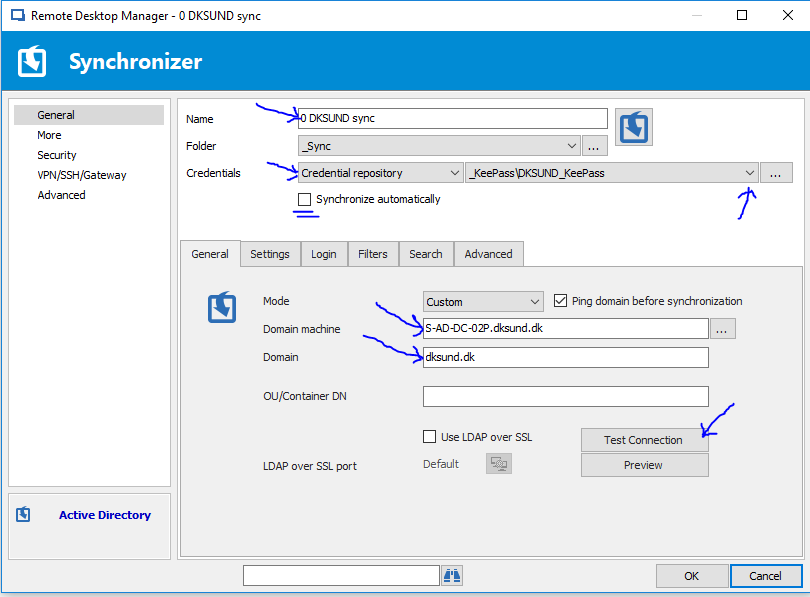 Remote Desktop Manager - 0 DKSUND sync
Synchronizer
General
More
Security
VPN/SSH/Gateway
Advanced
Active Directory
Name 0 DKSUND sync
Folder _Sync ...
Credentials Credential repository _KeePass\DKSUND_KeePass ...
Synchronize automatically
General Settings Login Filters Search Advanced
Mode Custom Ping domain before synchronization
Domain machine S-AD-DC-02P.dksund.dk ...
Domain dksund.dk
OU/Container DN
Use LDAP over SSL Test Connection
LDAP over SSL port Default Preview
OK Cancel